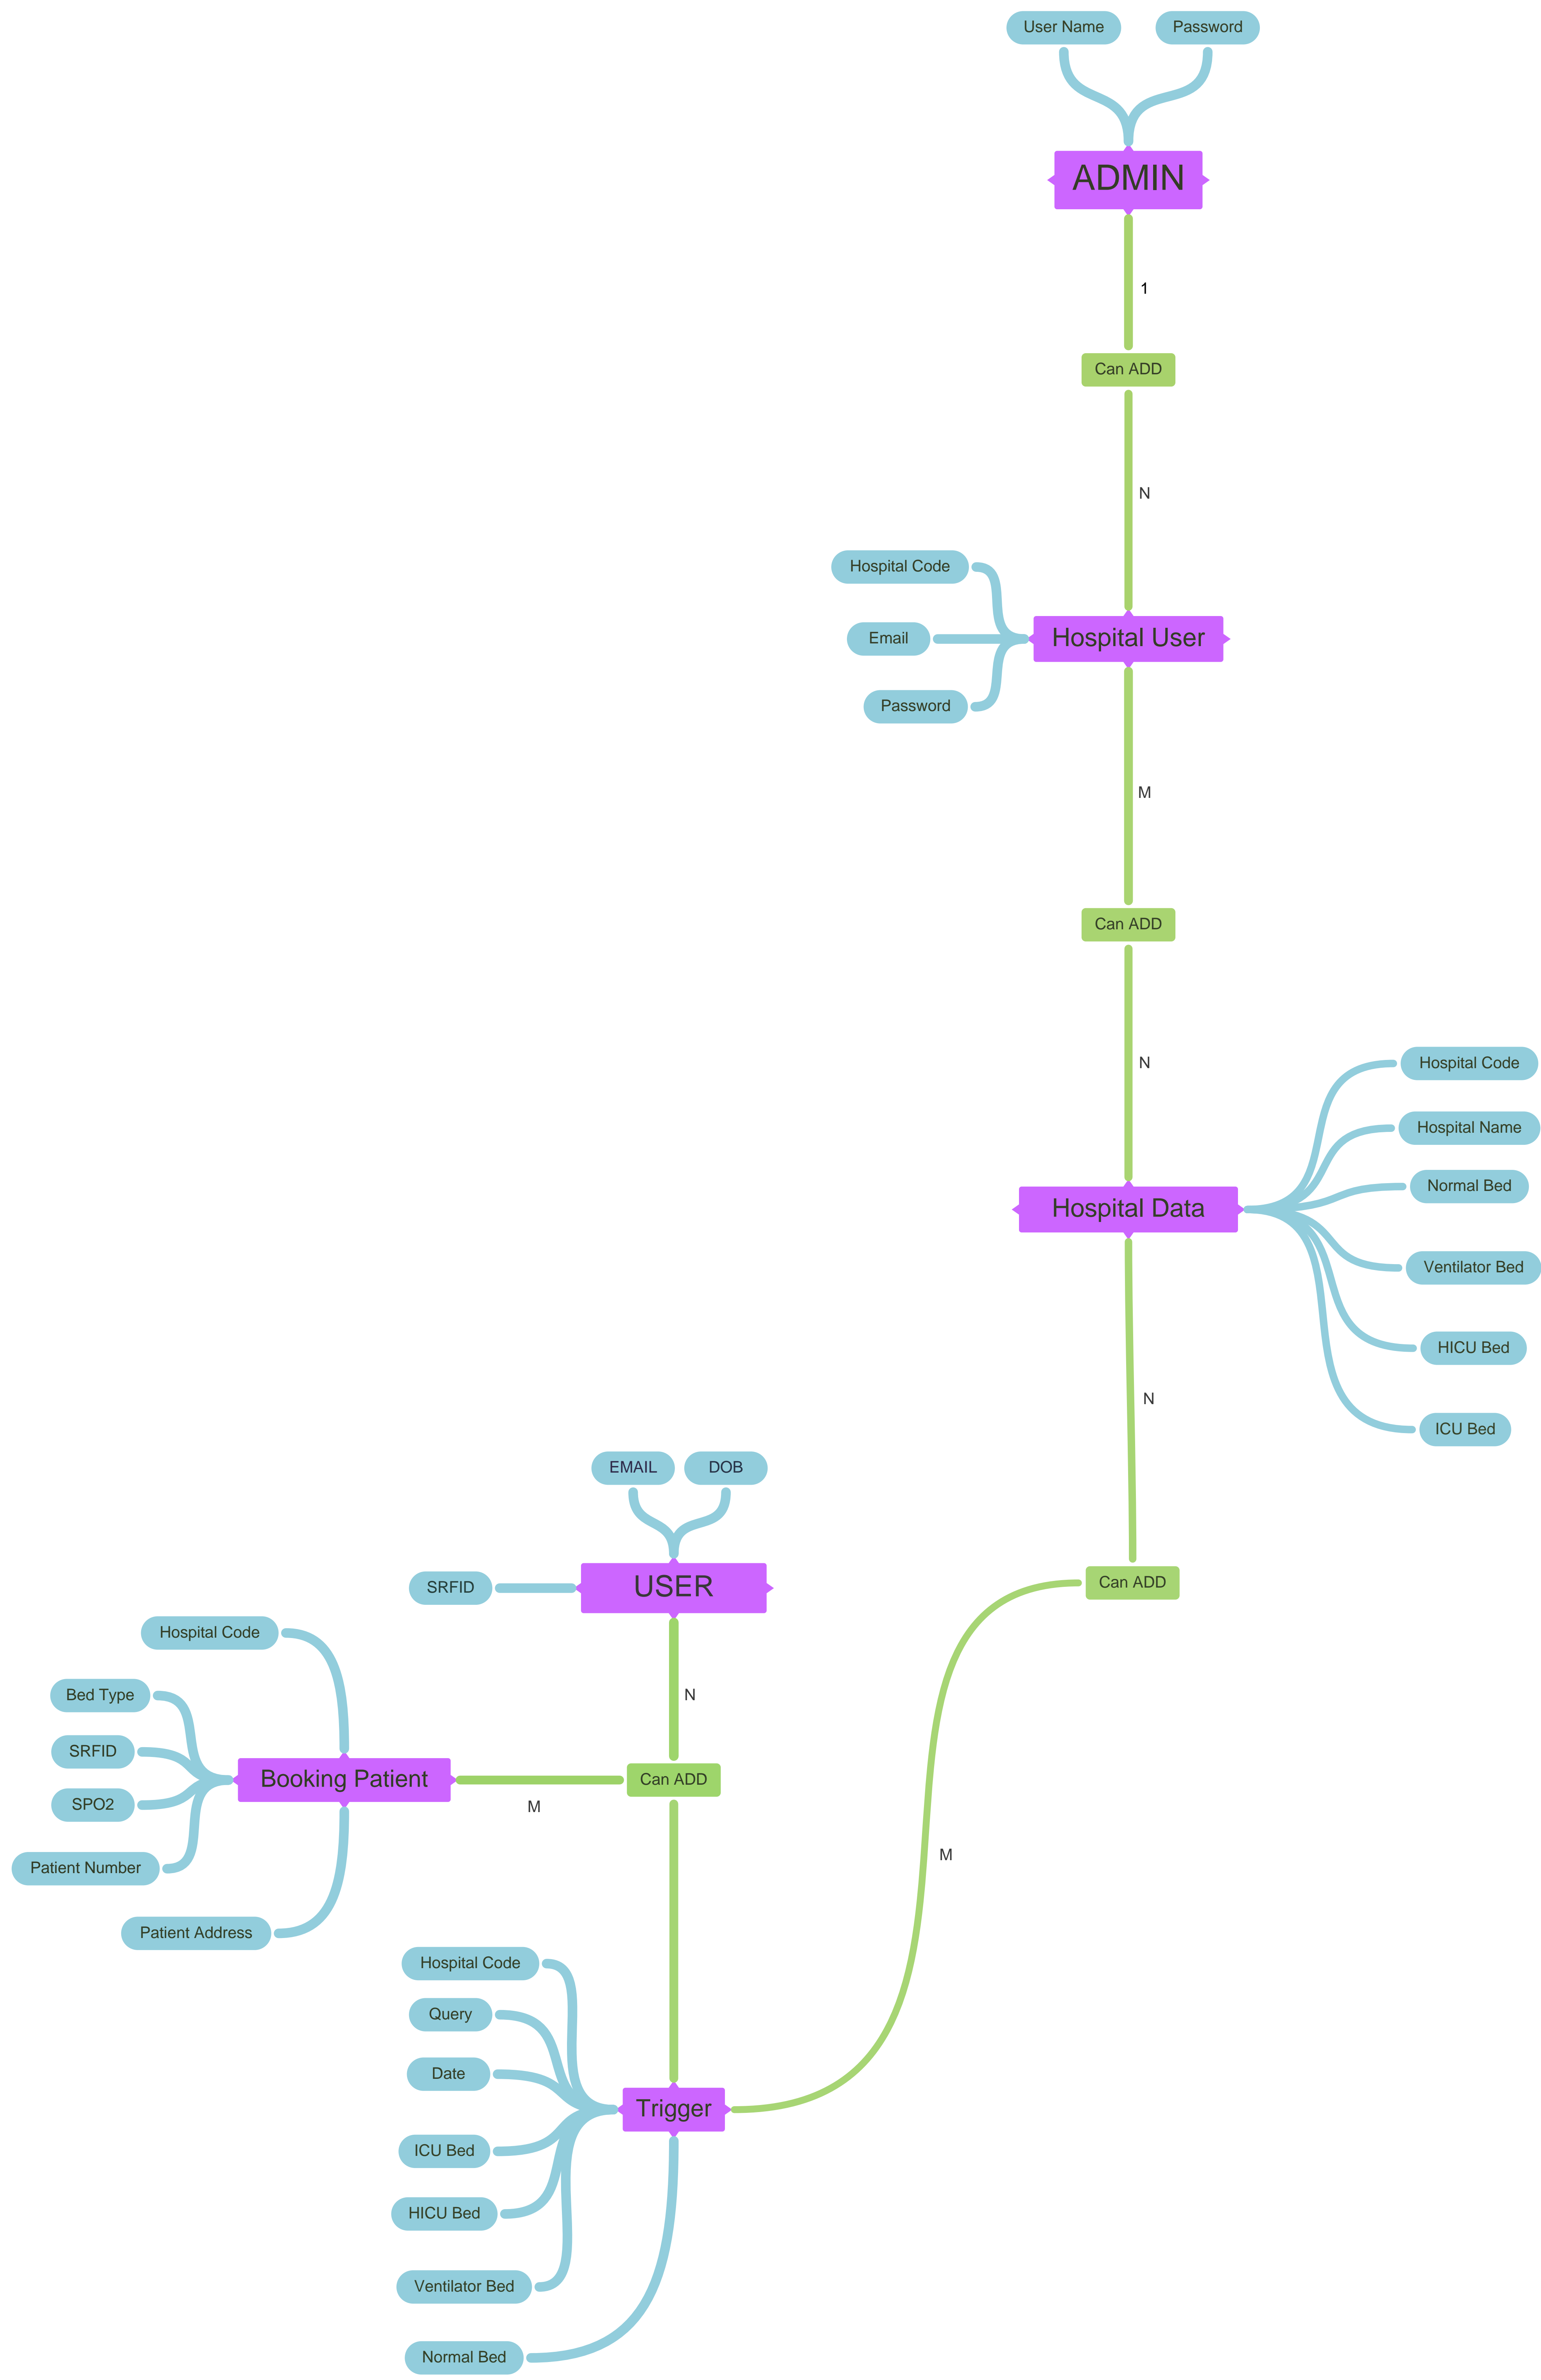 User Name
Password
ADMIN
1
Can ADD
N
Hospital Code
Email
Password
Hospital User
M
Can ADD
N
Hospital Data
Hospital Code
Hospital Name
Normal Bed
Ventilator Bed
HICU Bed
ICU Bed
N
Can ADD
M
EMAIL
DOB
SRFID
USER
N
Can ADD
M
Hospital Code
Bed Type
SRFID
SPO2
Patient Number
Patient Address
Booking Patient
Hospital Code
Query
Date
ICU Bed
HICU Bed
Ventilator Bed
Normal Bed
Trigger